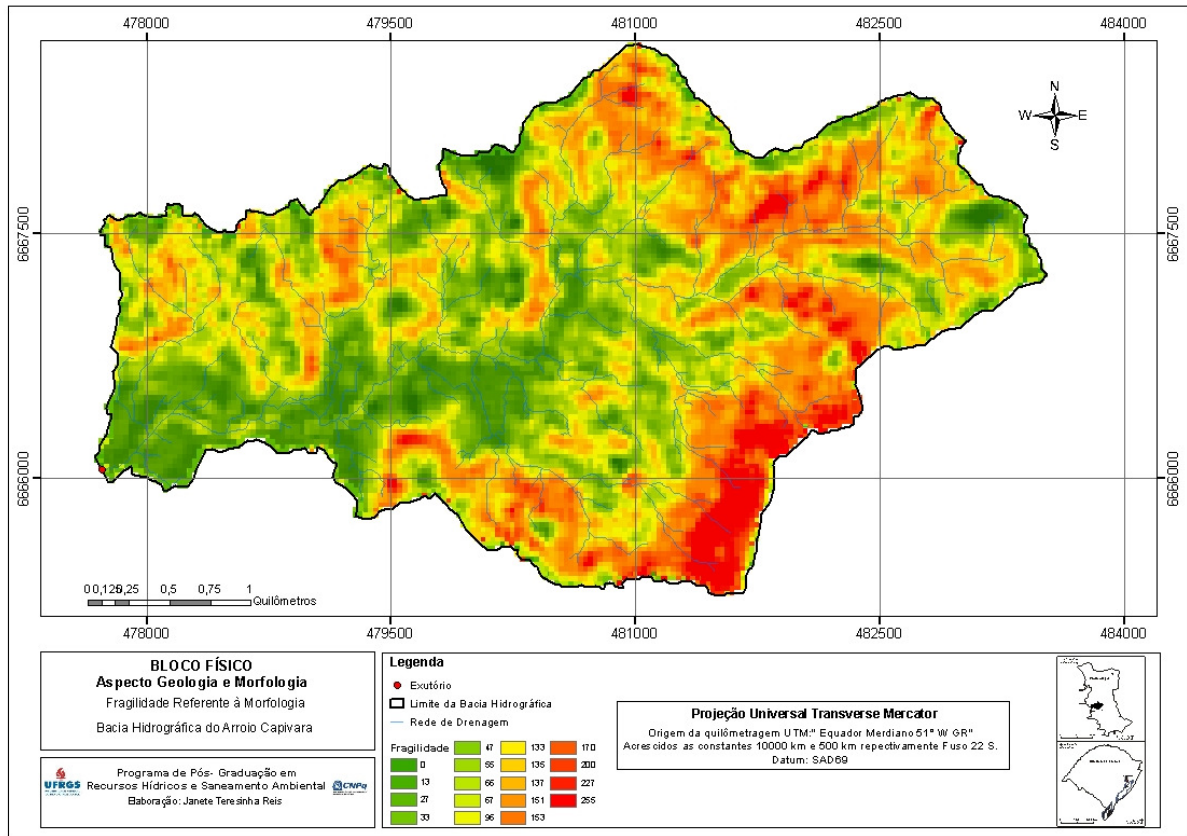 478000 479500 481000 482500 484000
N
W E
S
6667500 6667500
6666000 6666000
0 0,125 0,25 0,5 0,75 1
Quilômetros
478000 479500 481000 482500 484000
BLOCO FÍSICO
Aspecto Geologia e Morfologia
Fragilidade Referente à Morfologia
Bacia Hidrográfica do Arroio Capivara
UFRGS
Programa de Pós- Graduação em
Recursos Hídricos e Saneamento Ambiental
Elaboração: Janete Teresinha Reis
CNPq
Legenda
Exutório
Limite da Bacia Hidrográfica
Rede de Drenagem
Fragilidade
0
13
27
33
47
55
66
67
96
133
135
137
151
153
170
200
227
255
Projeção Universal Transverse Mercator
Origem da quilômetragem UTM:" Equador Merdiano 51° W GR"
Acrescidos as constantes 10000 km e 500 km repectivamente Fuso 22 S.
Datum: SAD69